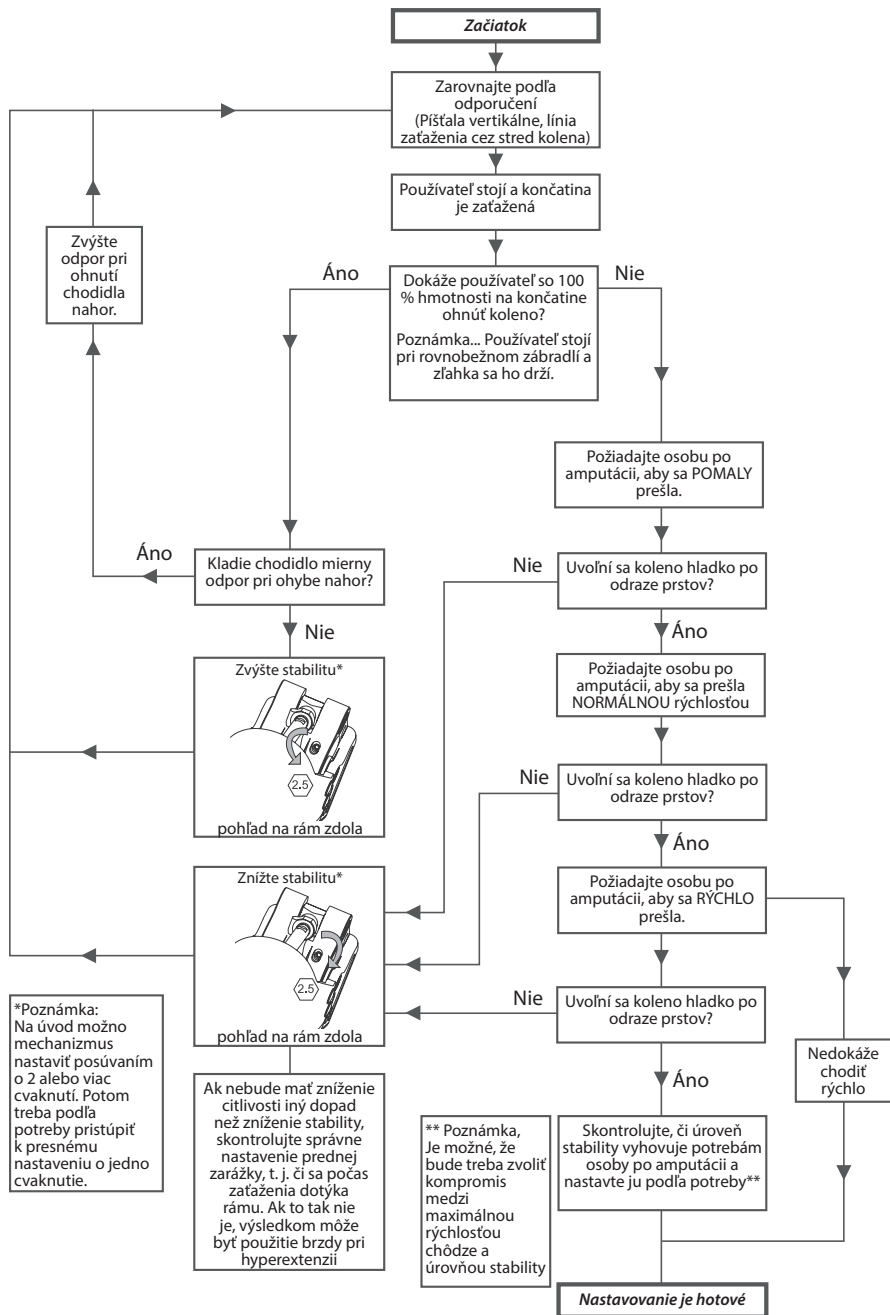 Začiatok
Zarovnajte podľa
odporučení
(Píšťala vertikálne, línia
zaťaženia cez stred kolena)
Používateľ stojí a končatina
je zaťažená
Zvýšte
odpor pri
ohnutí
chodidla
nahor.
Áno
Dokáže používateľ so 100
% hmotnosti na končatine
ohnúť koleno?
Poznámka... Používateľ stojí
pri rovnobežnom zábradlí a
zľahka sa ho drží.
Nie
Požiadajte osobu po
amputácii, aby sa POMALY
prešla.
Áno
Kladie chodidlo mierny
odpor pri ohybe nahor?
Nie
Uvoľní sa koleno hladko po
odraze prstov?
Nie
Áno
Zvýšte stabilitu*
2.5
pohľad na rám zdola
Požiadajte osobu po
amputácii, aby sa prešla
NORMÁLNOU rýchlosťou
Nie
Uvoľní sa koleno hladko po
odraze prstov?
Áno
Znížte stabilitu*
2.5
pohľad na rám zdola
Požiadajte osobu po
amputácii, aby sa RÝCHLO
prešla.
Nie
Uvoľní sa koleno hladko po
odraze prstov?
Nedokáže
chodiť
rýchlo
Áno
*Poznámka:
Na úvod možno
mechanizmus
nastaviť posúvaním
o 2 alebo viac
cvaknutí. Potom
treba podľa
potreby pristúpiť
k presnému
nastaveniu o jedno
cvaknutie.
Ak nebude mať zníženie
citlivosti iný dopad
než zníženie stability,
skontrolujte správne
nastavenie prednej
zarážky, t. j. či sa počas
zaťaženia dotýka
rámu. Ak to tak nie
je, výsledkom môže
byť použitie brzdy pri
hyperextenzii
** Poznámka,
Je možné, že
bude treba zvoliť
kompromis
medzi
maximálnou
rýchlosťou
chôdze a
úrovňou stability
Skontrolujte, či úroveň
stability vyhovuje potrebám
osoby po amputácii a
nastavte ju podľa potreby**
Nastavovanie je hotové